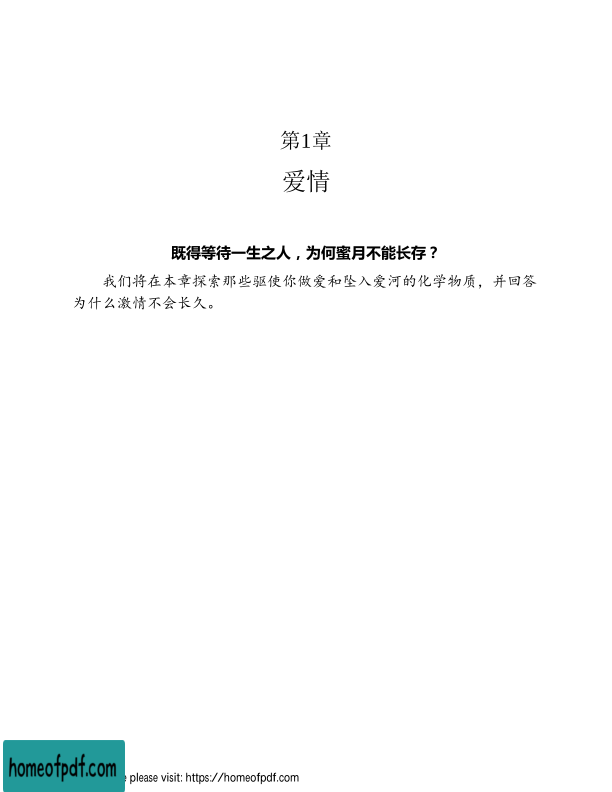 第1章
爱情
既得等待一生之人，为何蜜月不能长存？
我们将在本章探索那些驱使你做爱和坠入爱河的化学物质，并回答
为什么激情不会长久。
homeofpdf.com
e please visit: https://homeofpdf.com